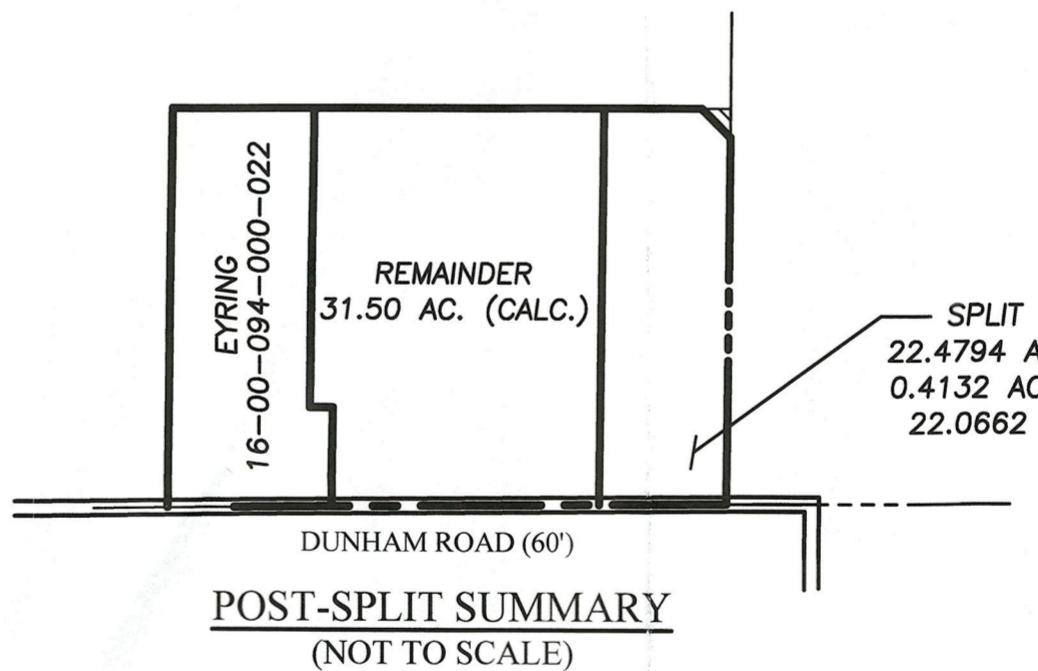 EYRING
16-00-094-000-022
REMAINDER
31.50 AC. (CALC.)
SPLIT
22.4794 A
0.4132 AC
22.0662
DUNHAM ROAD (60')
POST-SPLIT SUMMARY
(NOT TO SCALE)